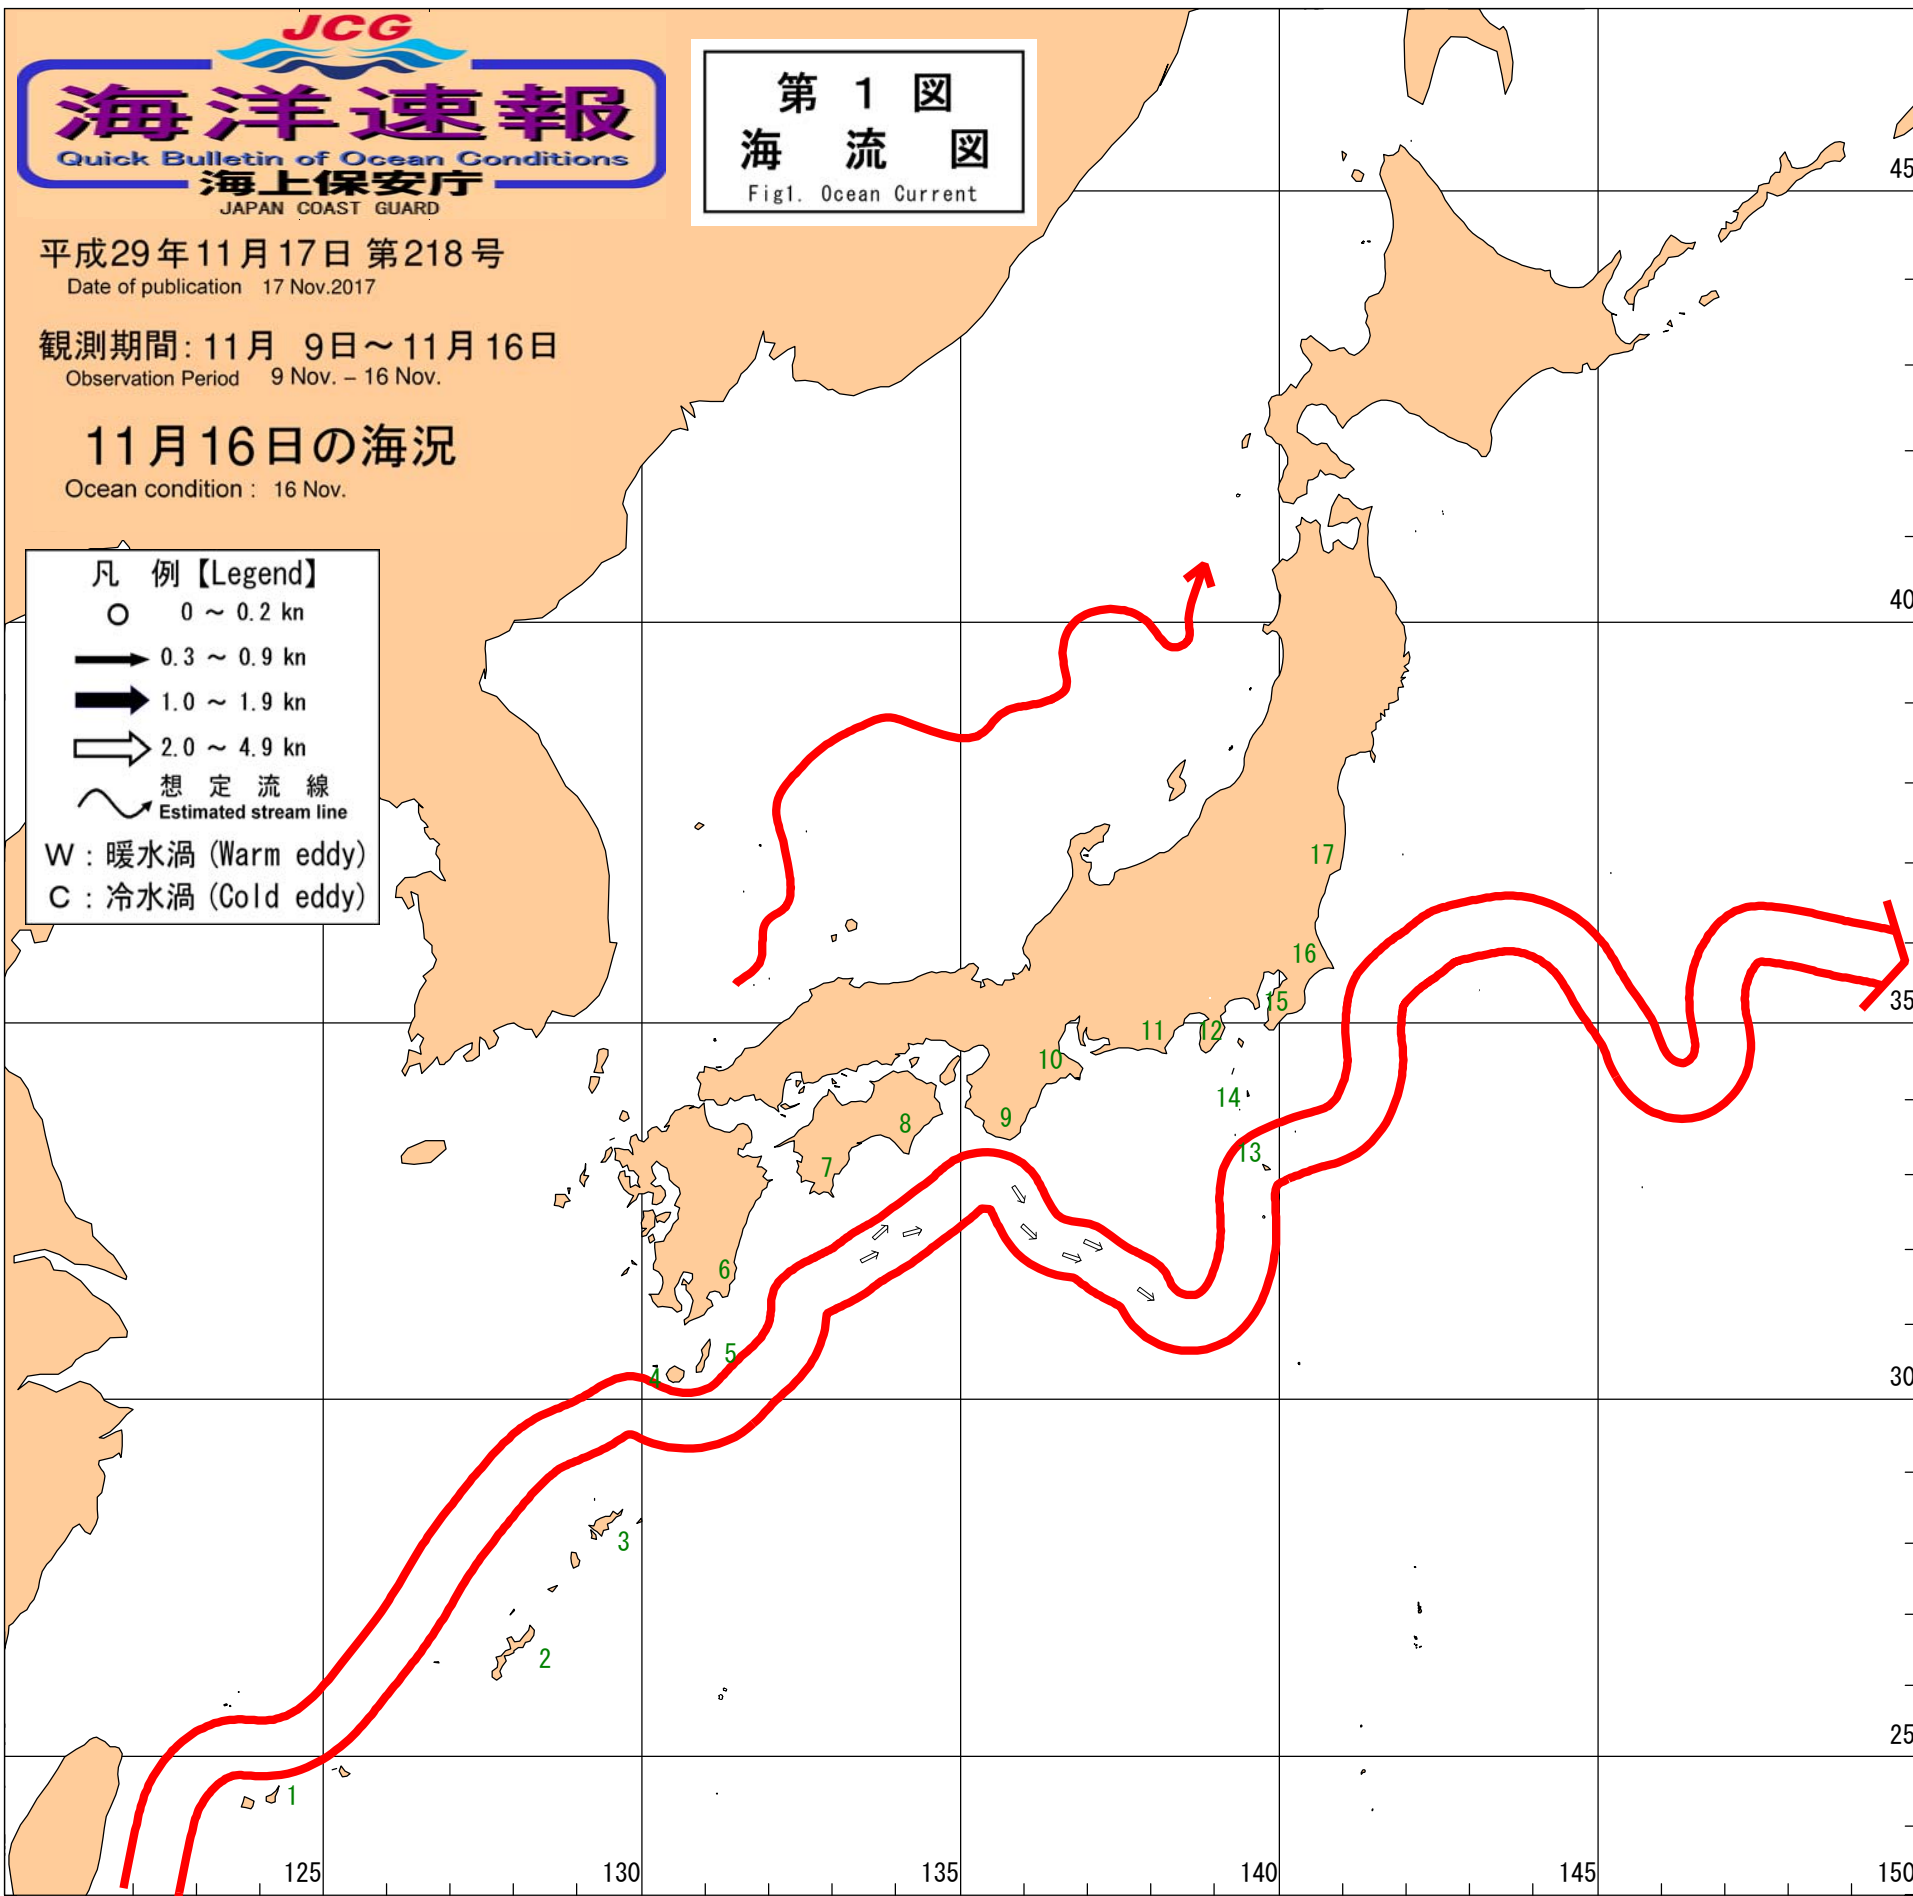 JCG
海洋速報
Quick Bulletin of Ocean Conditions
海上保安庁
JAPAN COAST GUARD
第 1 図
海 流 図
Fig1. Ocean Current
平成29年11月17日 第218号
Date of publication 17 Nov.2017
観測期間: 11月 9日~11月16日
Observation Period 9 Nov. – 16 Nov.
11月16日の海況
Ocean condition : 16 Nov.
凡 例【Legend】
0 ~ 0.2 kn
0.3 ~ 0.9 kn
1.0 ~ 1.9 kn
2.0 ~ 4.9 kn
想 定 流 線
Estimated stream line
W : 暖水渦 (Warm eddy)
C : 冷水渦 (Cold eddy)
45
40
17
16
35
15
11
12
10
14
9
8
13
7
6
5
4
30
3
2
25
1
125
130
135
140
145
150